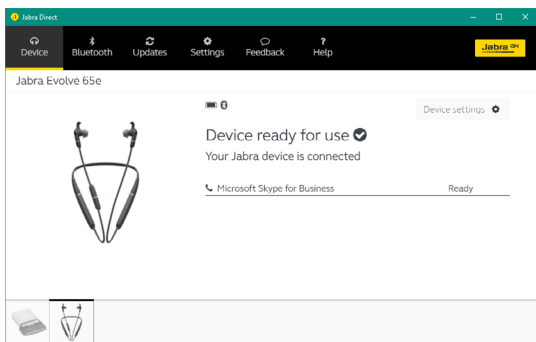 Jabra Direct
Device
Bluetooth
Updates
Settings
Feedback
Help
Jabra GN
Jabra Evolve 65e
Device settings
Device ready for use
Your Jabra device is connected
Microsoft Skype for Business Ready